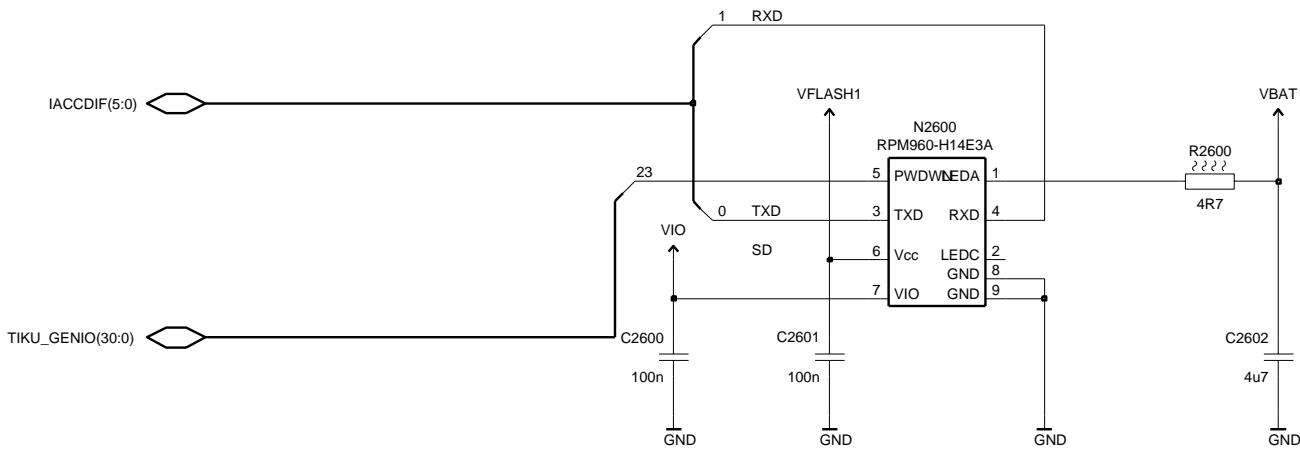 1 RXD
IACCDIF(5:0)
VFLASH1
VBAT
N2600
RPM960-H14E3A
R2600
23
5 PWDWN LEDA 1
4R7
0 TXD
3 TXD RXD 4
VIO
SD
6 Vcc LEDC 2
GND 8
7 VIO GND 9
TIKU_GENIO(30:0)
C2600
C2601
C2602
100n
100n
4u7
GND
GND
GND
GND